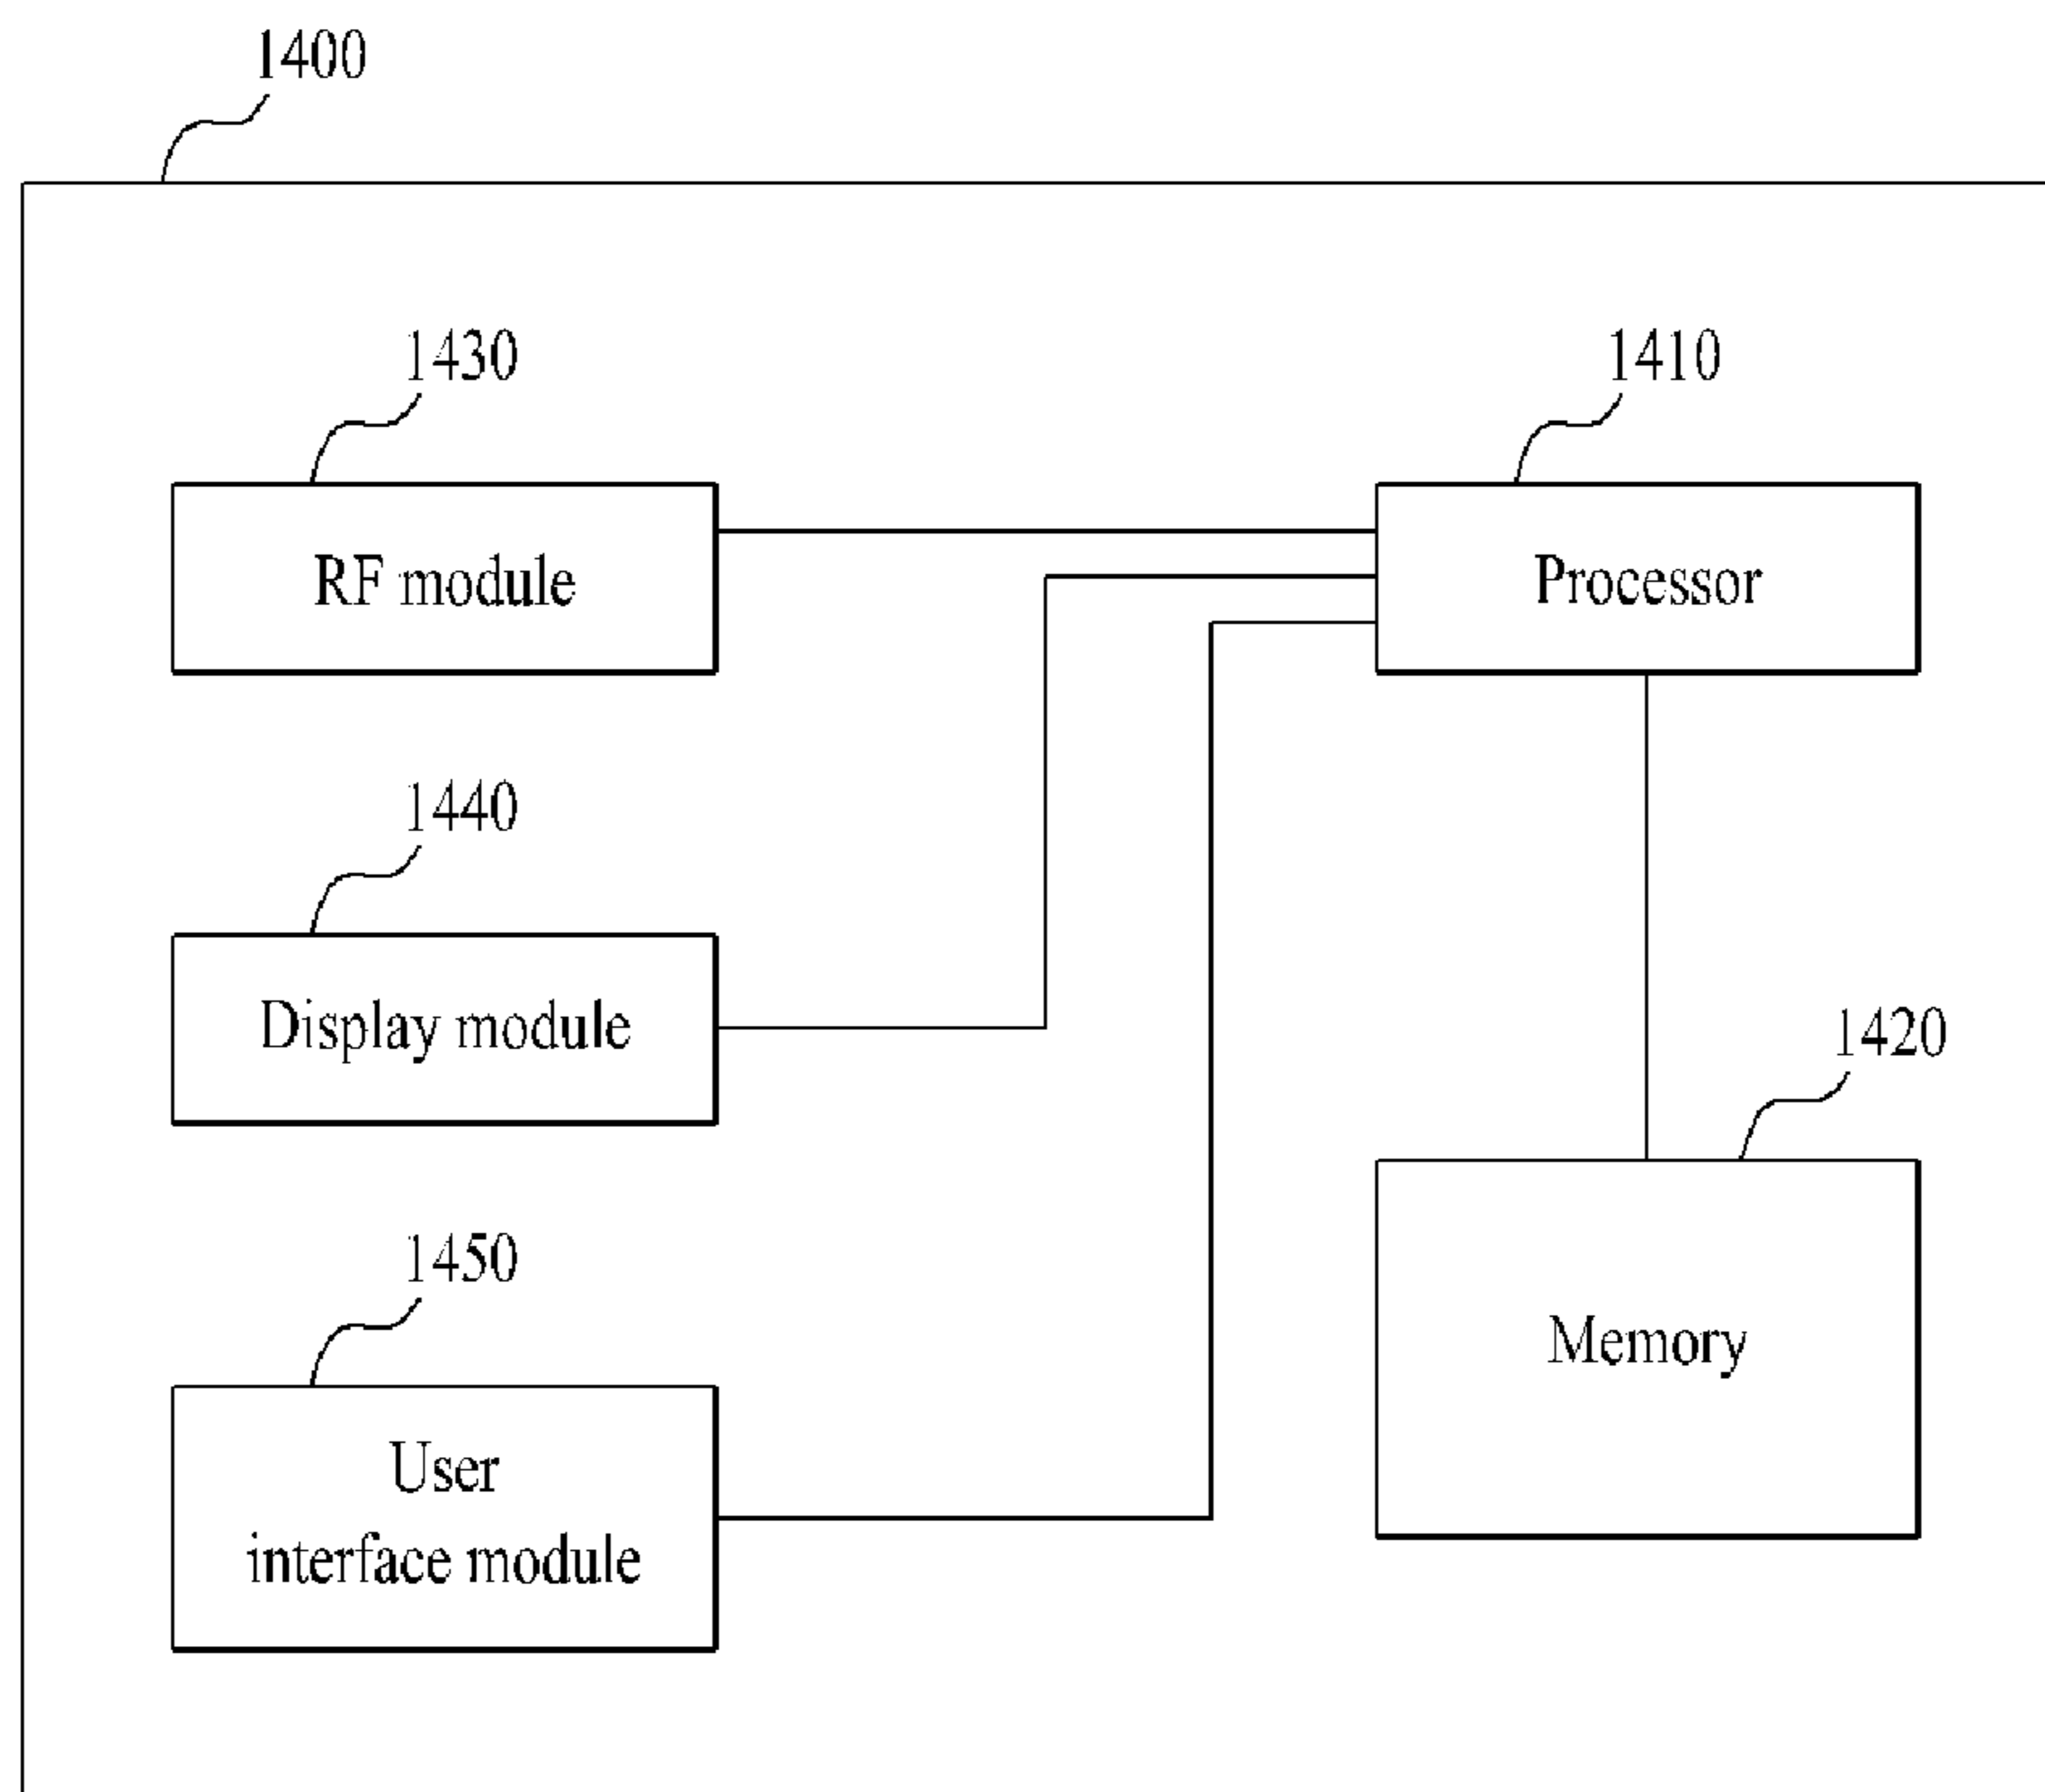 1400
1430
1410
RF module
Processor
1440
Display module
1420
1450
Memory
User
interface module